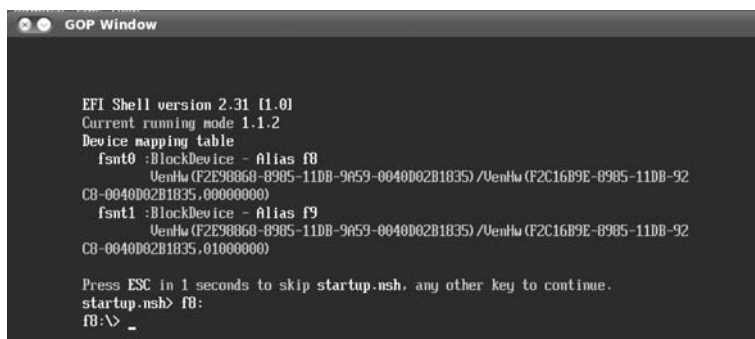 GOP Window
EFI Shell version 2.31 [1.0]
Current running mode 1.1.2
Device mapping table
fsnt0 :BlockDevice - Alias f8
VenHw(F2E98868-8985-11DB-9A59-0040D02B1835)/VenHw(F2C16B9E-8985-11DB-92
C8-0040D02B1835,00000000)
fsnt1 :BlockDevice - Alias f9
VenHw(F2E98868-8985-11DB-9A59-0040D02B1835)/VenHw(F2C16B9E-8985-11DB-92
C8-0040D02B1835,01000000)
Press ESC in 1 seconds to skip startup.nsh, any other key to continue.
startup.nsh> f8:
f8:\> _